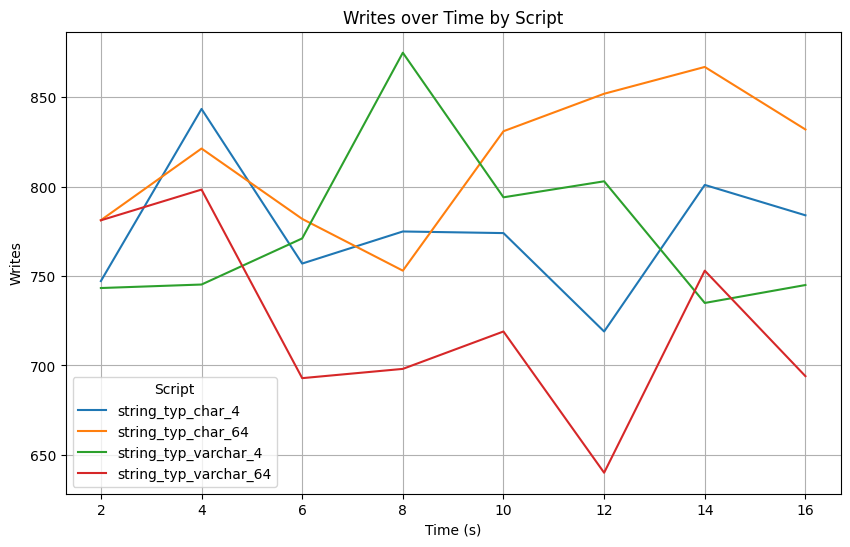 Writes over Time by Script
Writes
850
800
750
700
650
Script
string_typ_char_4
string_typ_char_64
string_typ_varchar_4
string_typ_varchar_64
2 4 6 8 10 12 14 16
Time (s)